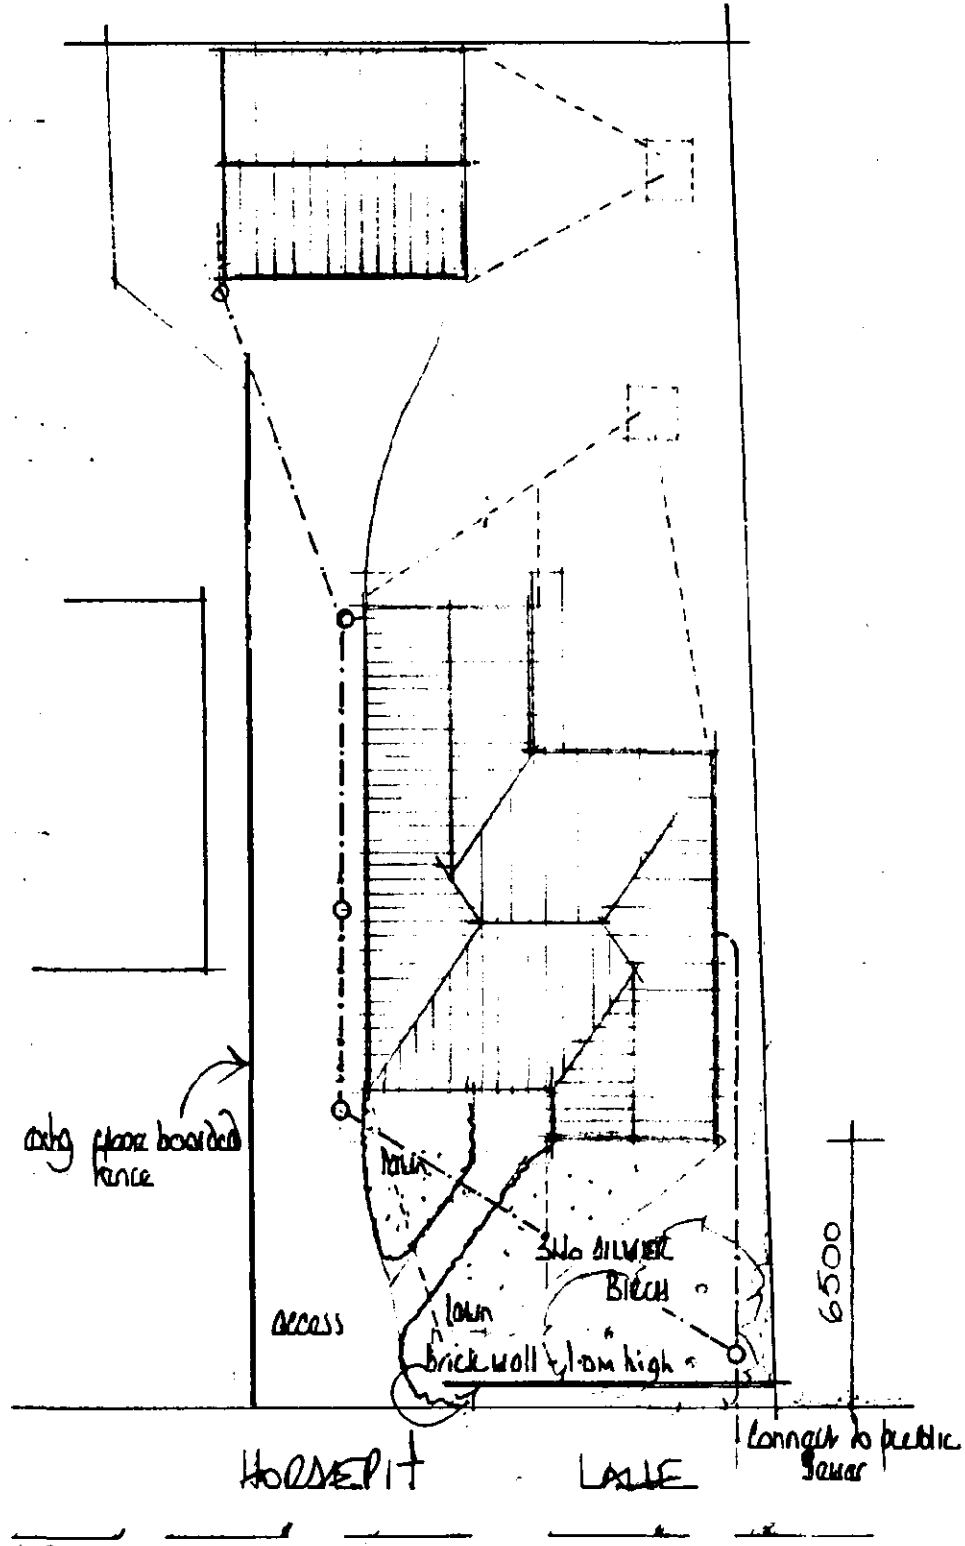 exstg close boarded
fence
lawn
3No SILVER
BIRCH
6500
access
lawn
brick wall - 1.0m high
connect to public
sewer
HORSEPIT LANE